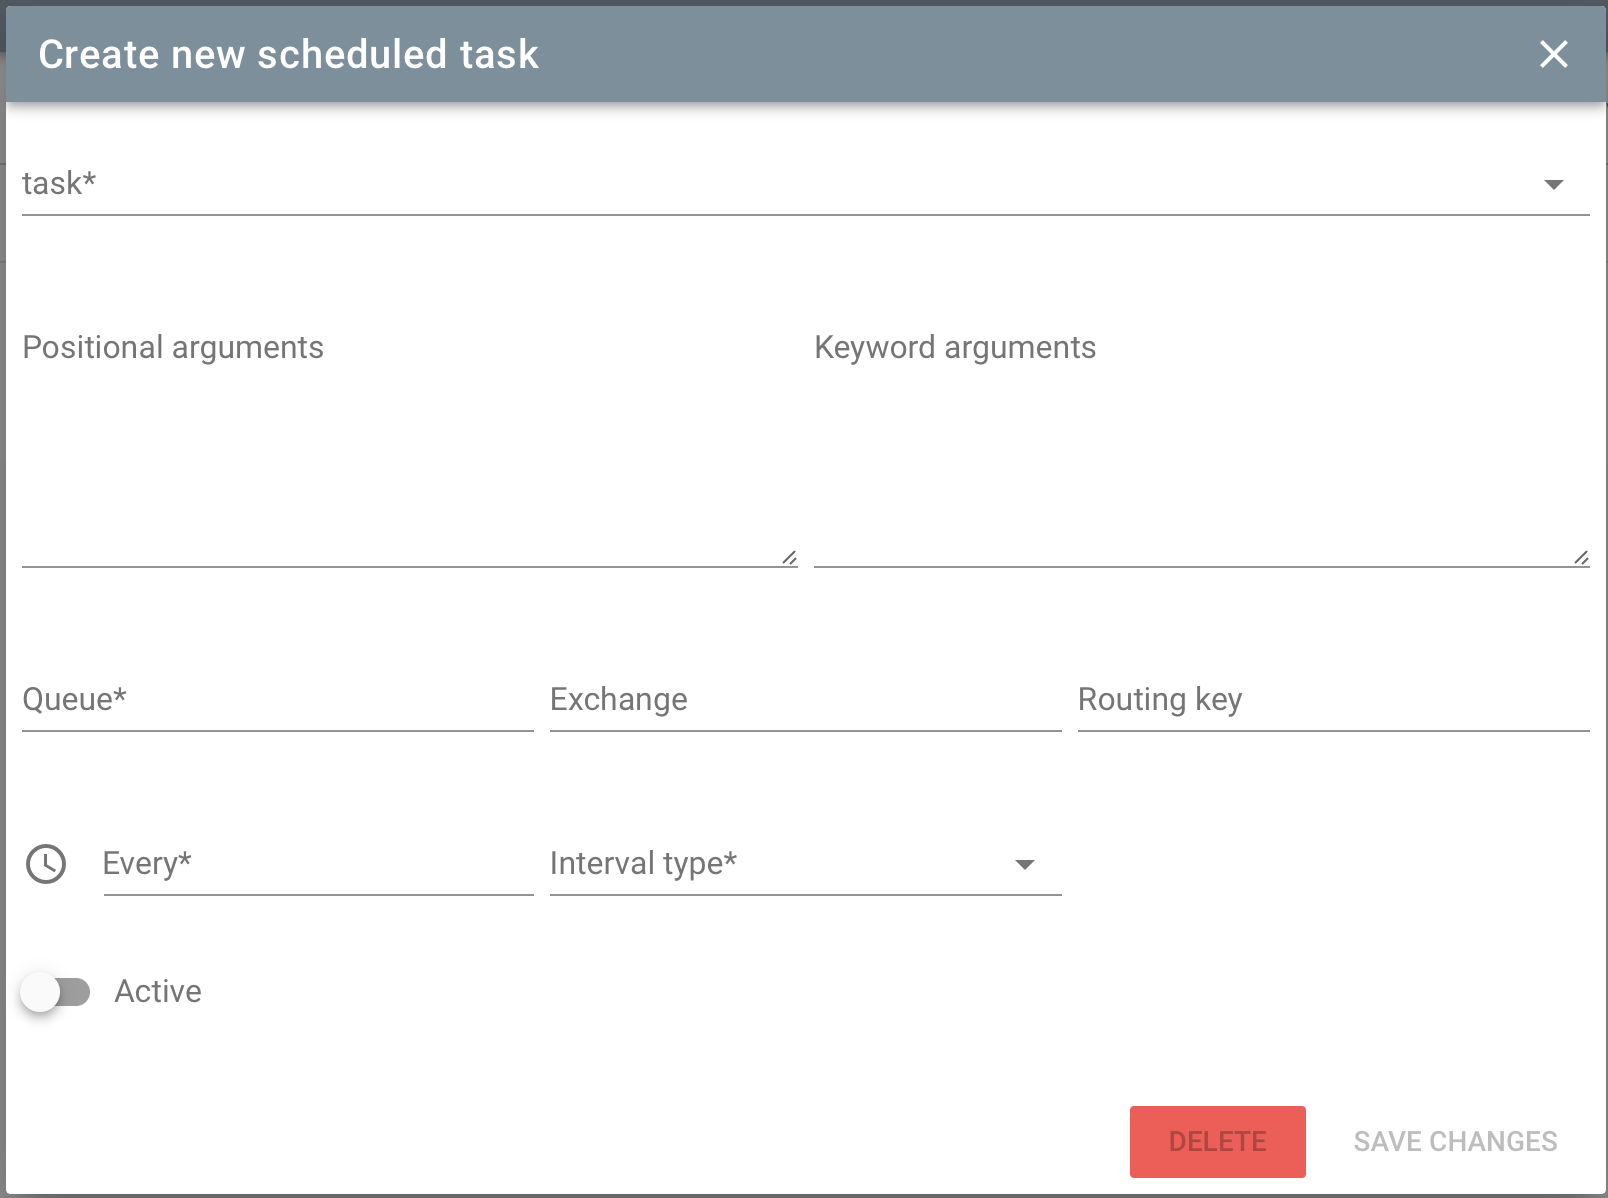 Create new scheduled task
task*
Positional arguments Keyword arguments
Queue* Exchange Routing key
Every* Interval type*
Active
DELETE SAVE CHANGES